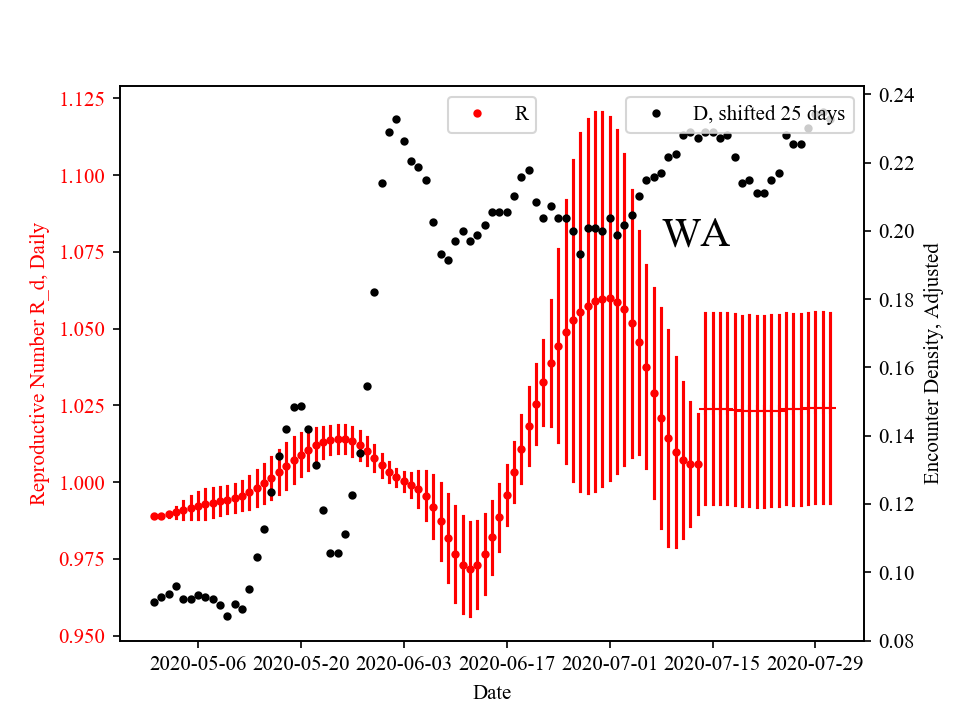 R
D, shifted 25 days
WA
Reproductive Number R_d, Daily
1.125
1.100
1.075
1.050
1.025
1.000
0.975
0.950
0.24
0.22
0.20
0.18
0.16
0.14
0.12
0.10
0.08
Encounter Density, Adjusted
2020-05-06 2020-05-20 2020-06-03 2020-06-17 2020-07-01 2020-07-15 2020-07-29
Date